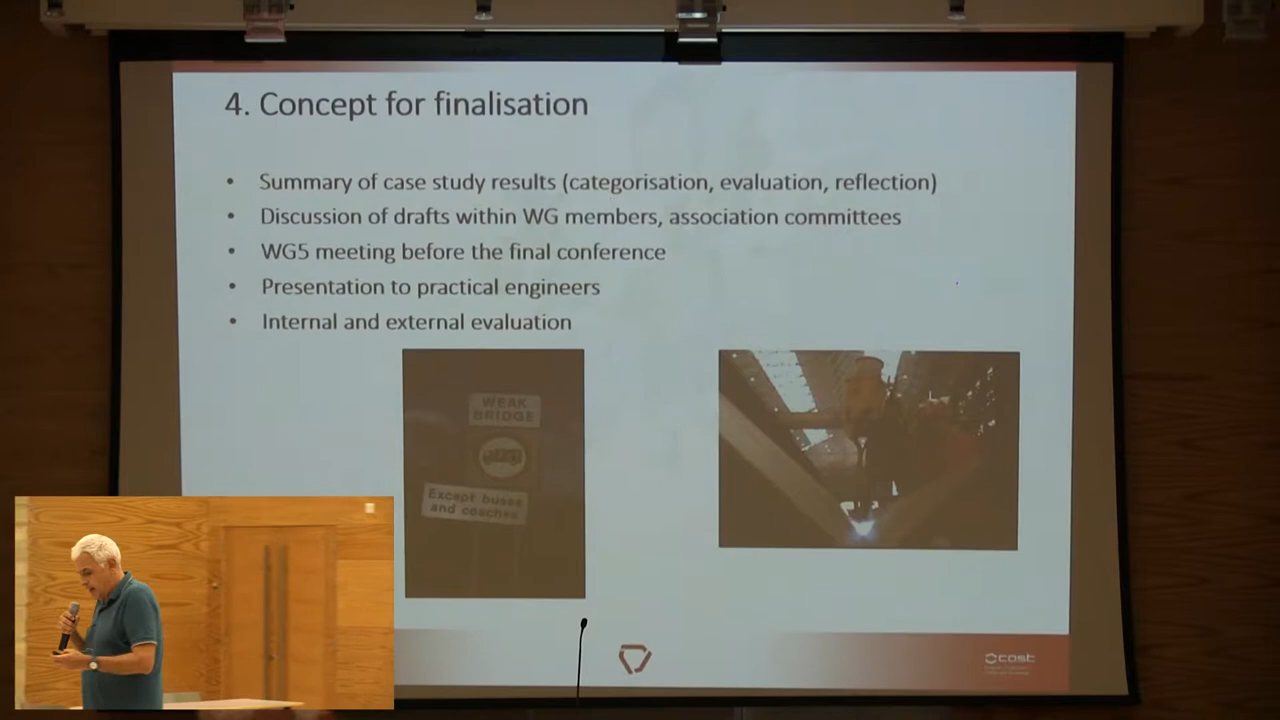 4. Concept for finalisation
• Summary of case study results (categorisation, evaluation, reflection)
• Discussion of drafts within WG members, association committees
• WG5 meeting before the final conference
• Presentation to practical engineers
• Internal and external evaluation
WEAK
BRIDGE
Except buses
and coaches
cost